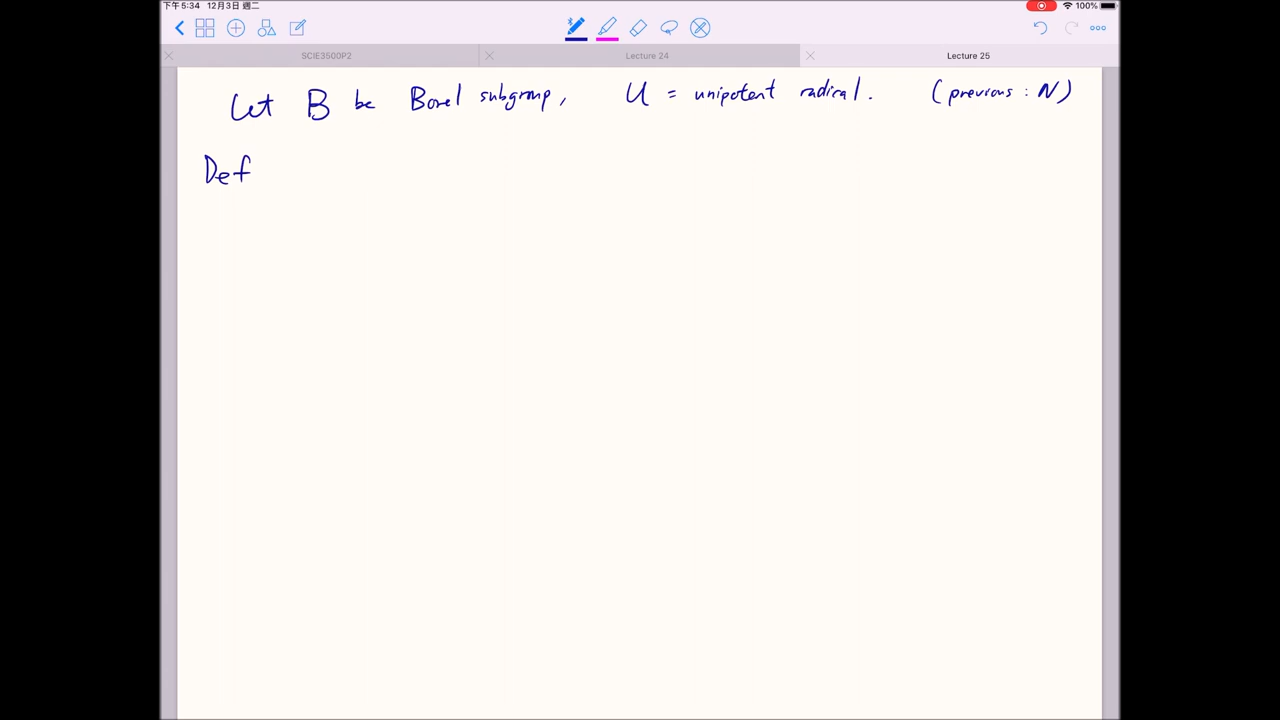 下午5:34 12月3日 週二 100%
SCIE3500P2 Lecture 24 Lecture 25
Let B be Borel subgroup, U = unipotent radical. (previous : N)
Def